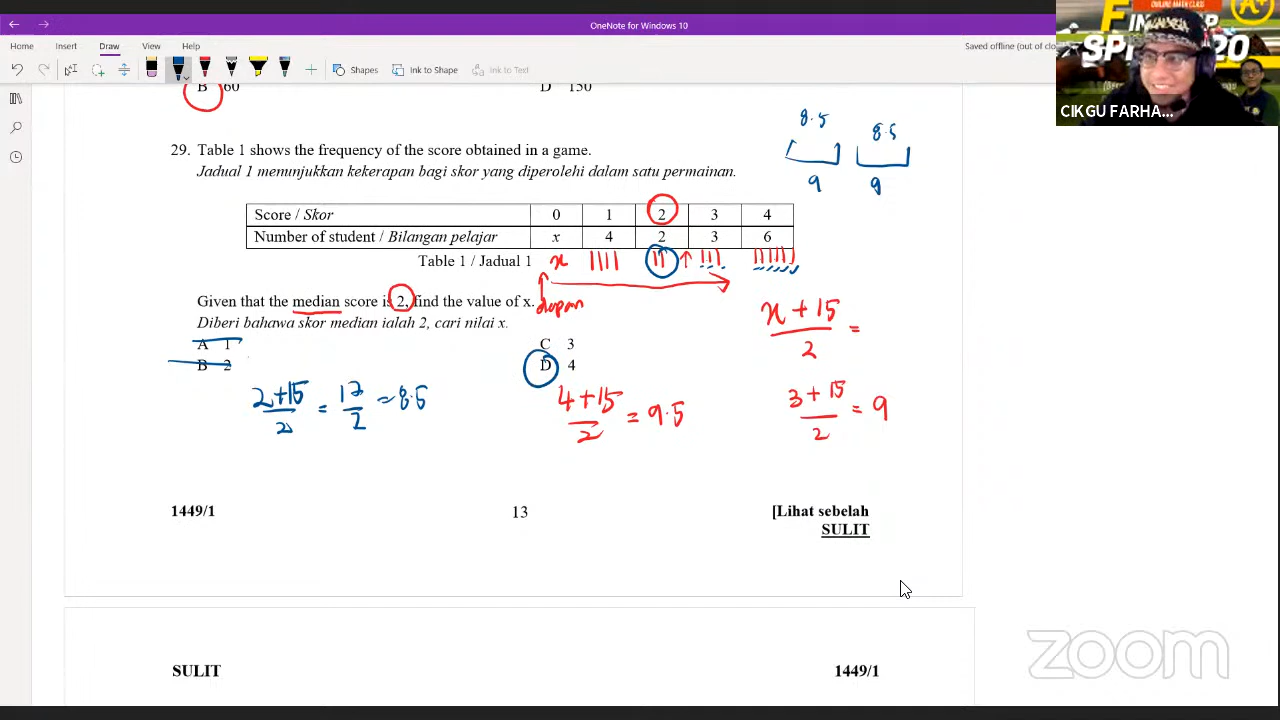 OneNote for Windows 10
Home Insert Draw View Help
Saved offline (out of
Shapes Ink to Shape Ink to Text
ONLINE MATH CLASS
A+
CIKGU FARHA...
B 60 D 150
8.5 8.5
9 9
29. Table 1 shows the frequency of the score obtained in a game.
Jadual 1 memunjukkan kekerapan bagi skor yang diperolehi dalam satu permainan.
Score / Skor 0 1 2 3 4
Number of student / Bilangan pelajar x 4 2 3 6
Table 1 / Jadual 1 x
Given that the median score is 2, find the value of x.
depan
Diberi bahawa skor median ialah 2, cari nilai x.
A 1 C 3
B 2 D 4
x + 15
2 =
2+15/2 = 17/2 = 8.5
4+15/2 = 9.5
3+15/2 = 9
1449/1 13 [Lihat sebelah
SULIT
zoom
SULIT 1449/1